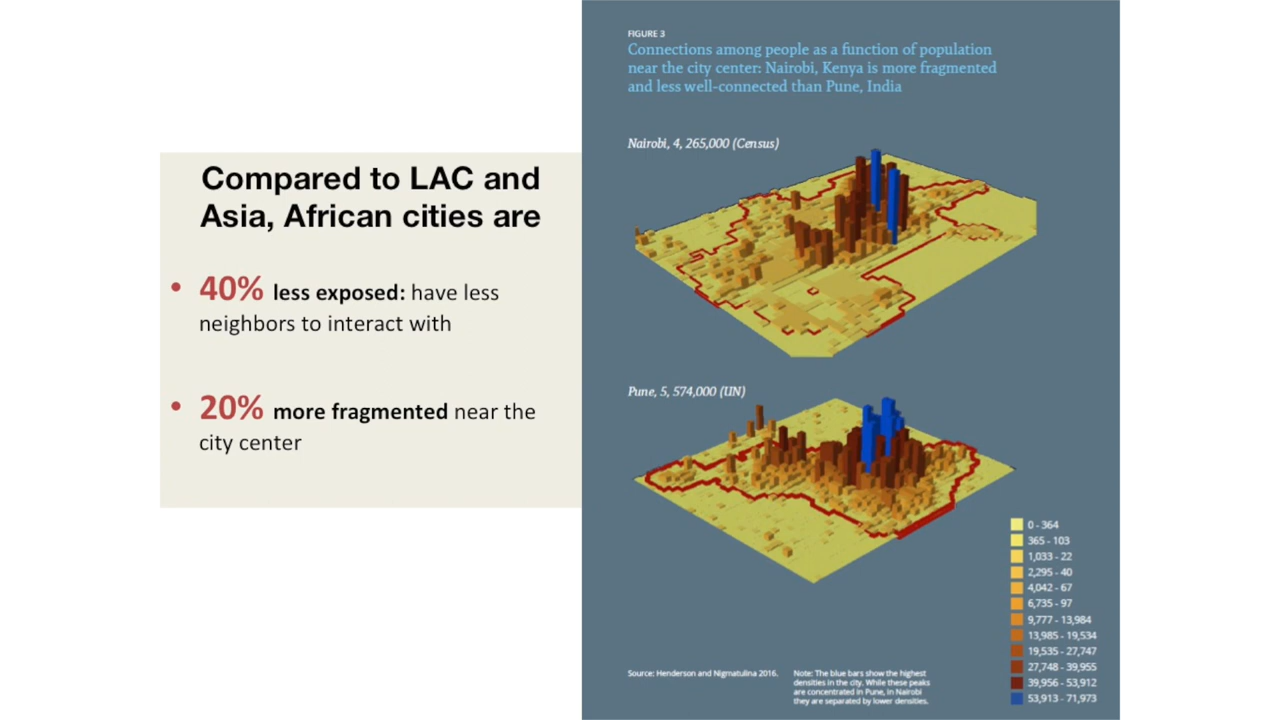 Compared to LAC and
Asia, African cities are
• 40% less exposed: have less
neighbors to interact with
• 20% more fragmented near the
city center
FIGURE 3
Connections among people as a function of population
near the city center: Nairobi, Kenya is more fragmented
and less well-connected than Pune, India
Nairobi, 4, 265,000 (Census)
Pune, 5, 574,000 (UN)
0 - 364
365 - 103
1,033 - 22
2,295 - 40
4,042 - 67
6,735 - 97
9,777 - 13,984
13,985 - 19,534
19,535 - 27,747
27,748 - 39,955
39,956 - 53,912
53,913 - 71,973
Source: Henderson and Nigmatulina 2016.
Note: The blue bars show the highest
densities in the city. While these peaks
are concentrated in Pune, in Nairobi
they are separated by lower densities.